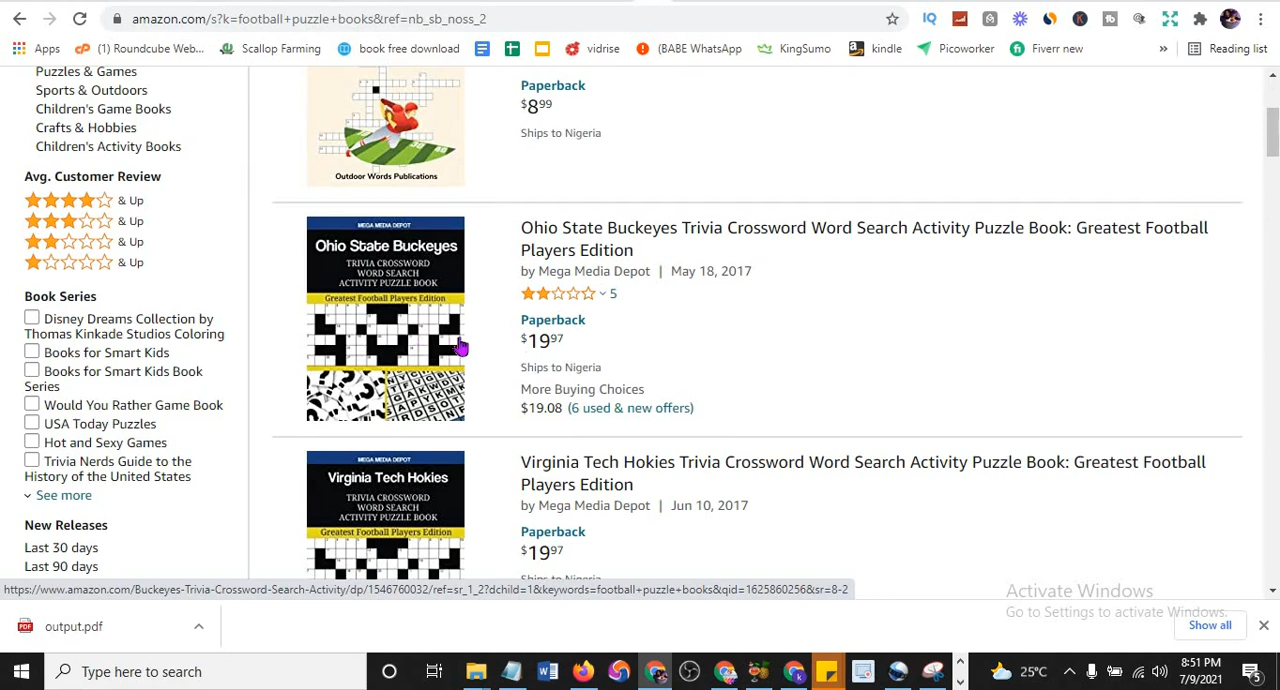 amazon.com/s?k=football+puzzle+books&ref=nb_sb_noss_2
Apps
(1) Roundcube Web...
Scallop Farming
book free download
vidrise
(BABE WhatsApp
KingSumo
kindle
Picoworker
Fiverr new
»
Reading list
Puzzles & Games
Sports & Outdoors
Children's Game Books
Crafts & Hobbies
Children's Activity Books
Avg. Customer Review
& Up
& Up
& Up
& Up
Book Series
Disney Dreams Collection by
Thomas Kinkade Studios Coloring
Books for Smart Kids
Books for Smart Kids Book
Series
Would You Rather Game Book
USA Today Puzzles
Hot and Sexy Games
Trivia Nerds Guide to the
History of the United States
See more
New Releases
Last 30 days
Last 90 days
Outdoor Words Publications
Paperback
$8.99
Ships to Nigeria
MEGA MEDIA DEPOT
Ohio State Buckeyes
TRIVIA CROSSWORD
WORD SEARCH
ACTIVITY PUZZLE BOOK
Greatest Football Players Edition
Ohio State Buckeyes Trivia Crossword Word Search Activity Puzzle Book: Greatest Football
Players Edition
by Mega Media Depot | May 18, 2017
5
Paperback
$19.97
Ships to Nigeria
More Buying Choices
$19.08 (6 used & new offers)
MEGA MEDIA DEPOT
Virginia Tech Hokies
TRIVIA CROSSWORD
WORD SEARCH
ACTIVITY PUZZLE BOOK
Greatest Football Players Edition
Virginia Tech Hokies Trivia Crossword Word Search Activity Puzzle Book: Greatest Football
Players Edition
by Mega Media Depot | Jun 10, 2017
Paperback
$19.97
Ships to Nigeria
https://www.amazon.com/Buckeyes-Trivia-Crossword-Search-Activity/dp/1546760032/ref=sr_1_2?dchild=1&keywords=football+puzzle+books&qid=1625860256&sr=8-2
Activate Windows
Go to Settings to activate Windows.
output.pdf
Show all
Type here to search
25°C
8:51 PM
7/9/2021
5